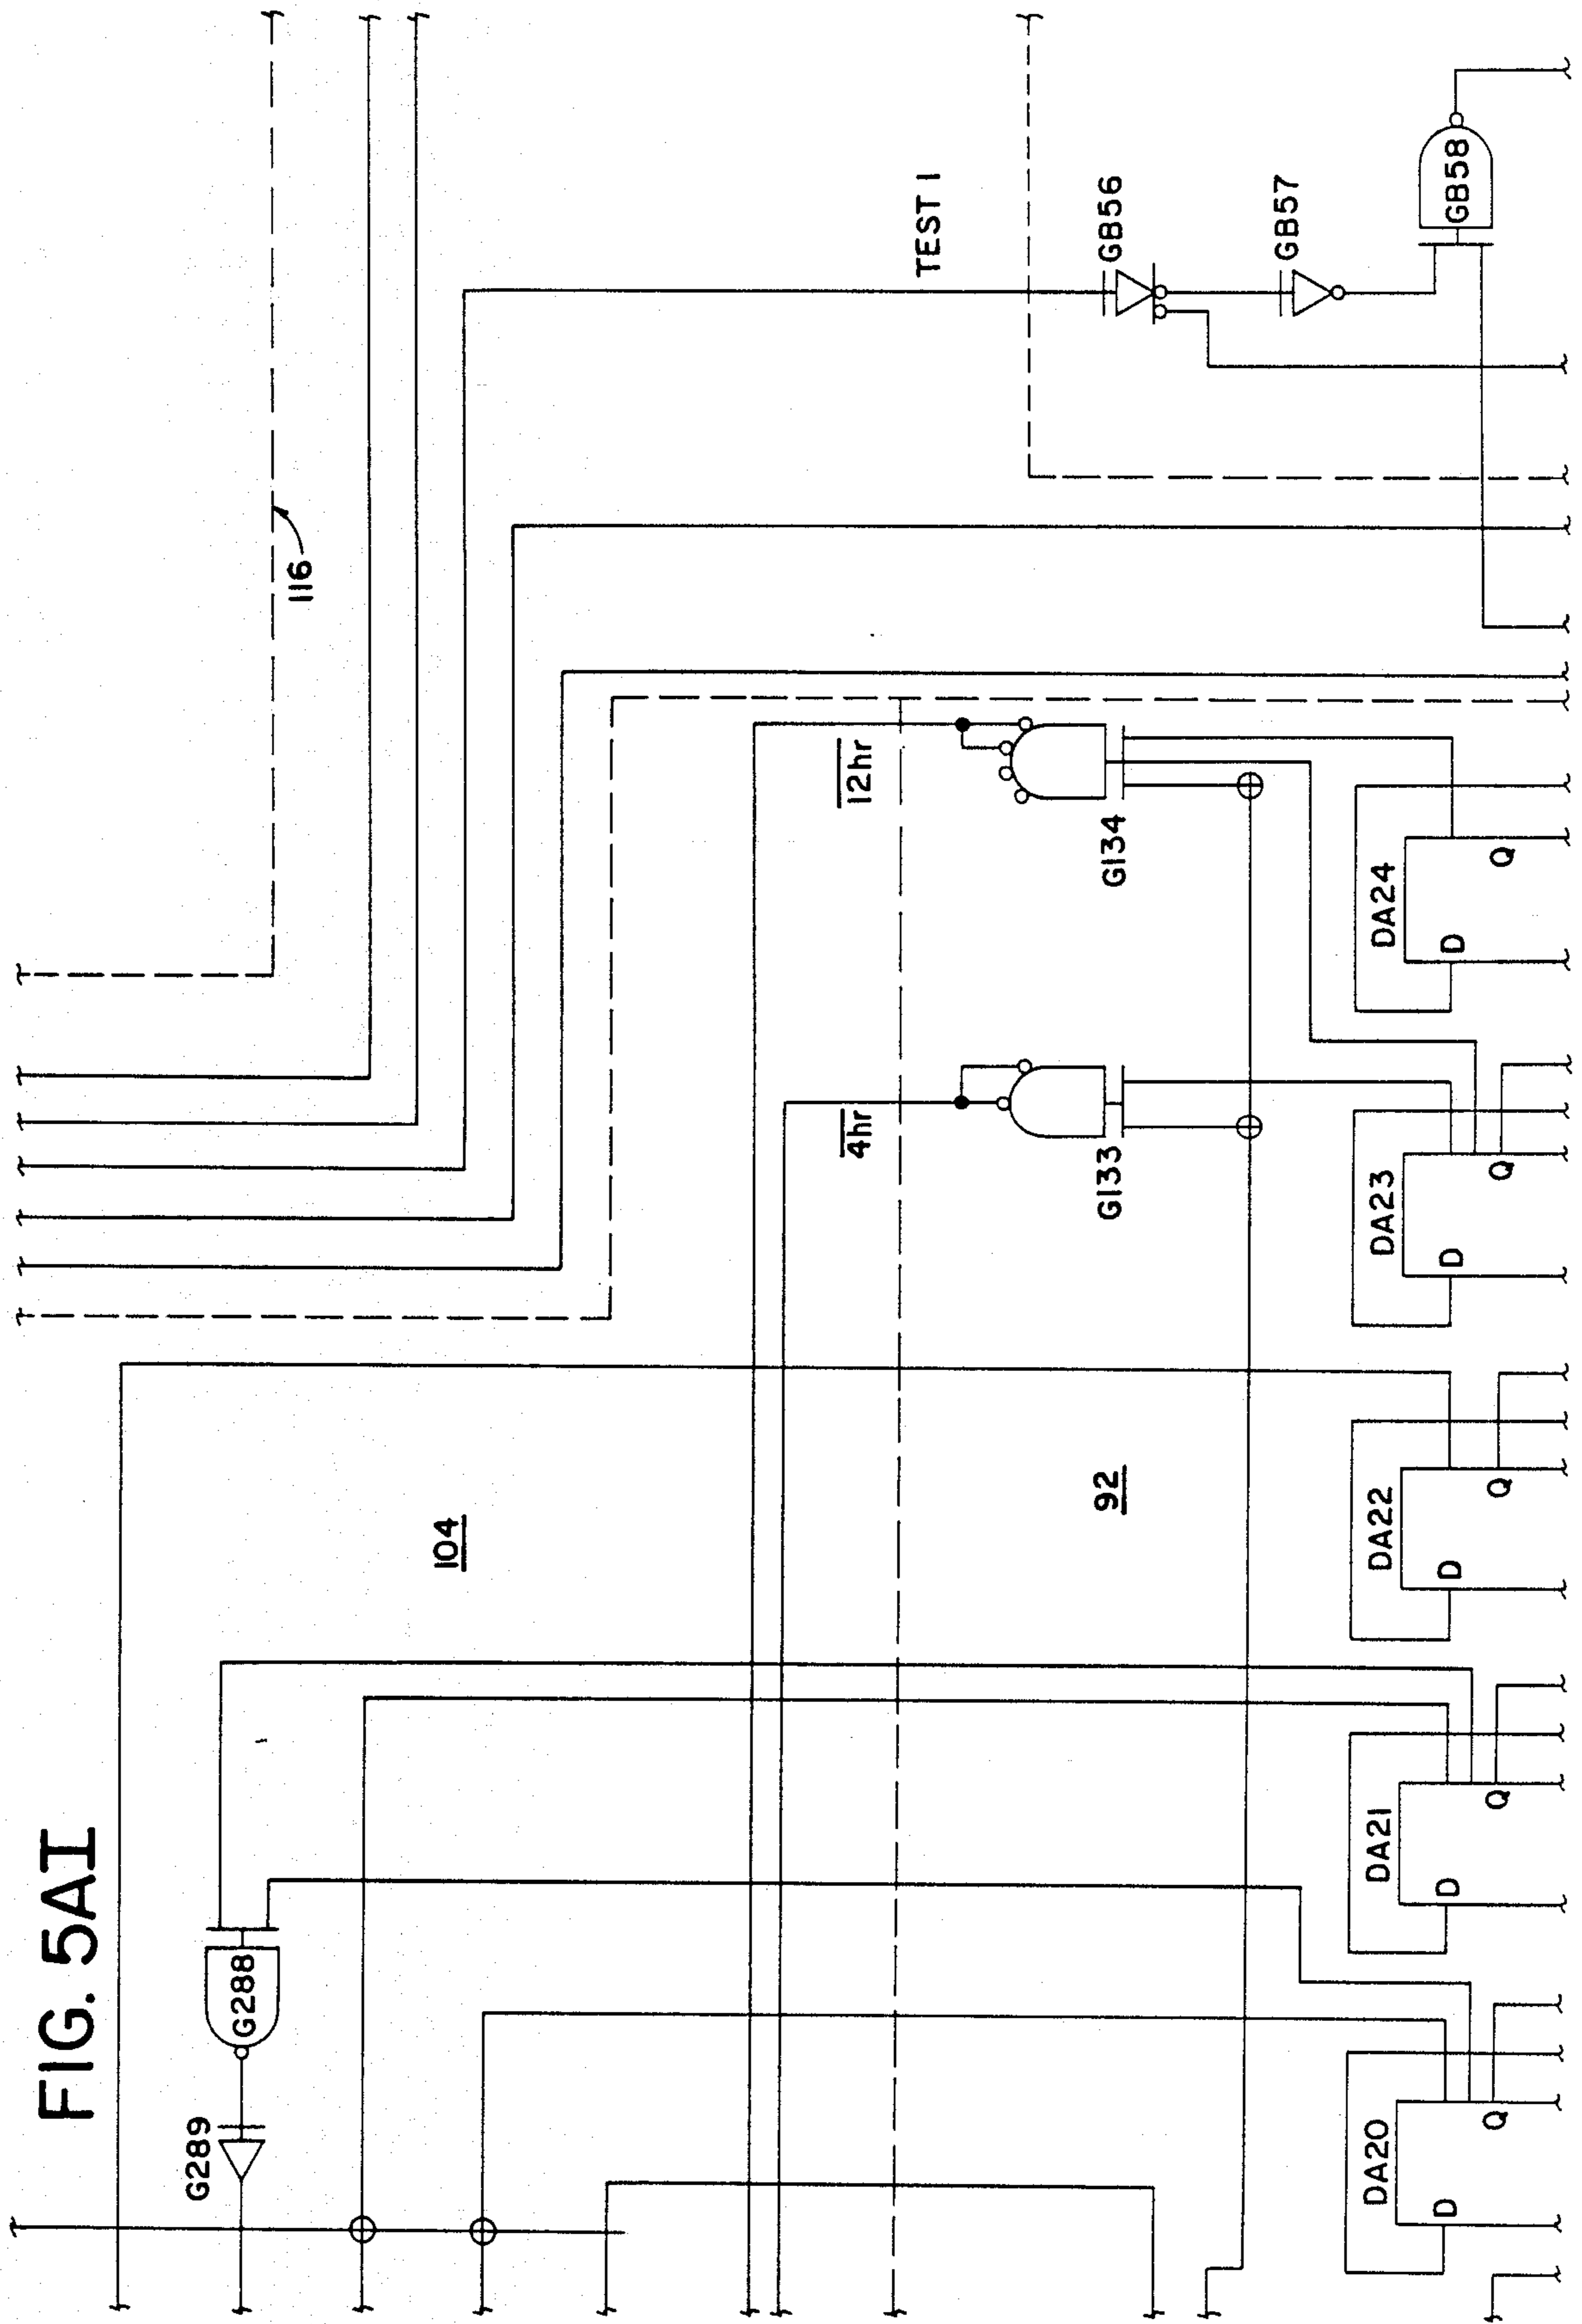 FIG. 5AI
116
TEST 1
GB56
GB57
GB58
12hr
4hr
G134
G133
104
92
G288
G289
DA20
D
Q
DA21
D
Q
DA22
D
Q
DA23
D
Q
DA24
D
Q